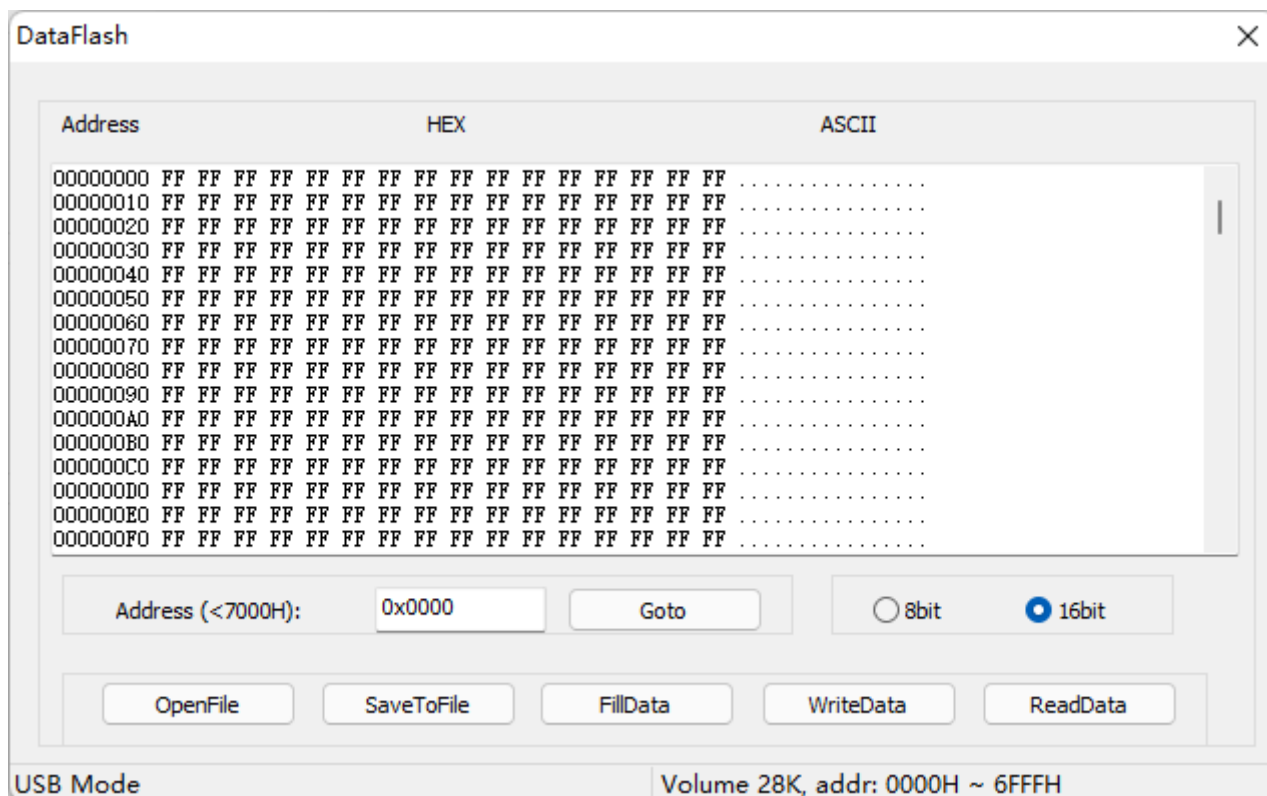 DataFlash
Address HEX ASCII
00000000 FF FF FF FF FF FF FF FF FF FF FF FF FF FF FF FF ................
00000010 FF FF FF FF FF FF FF FF FF FF FF FF FF FF FF FF ................
00000020 FF FF FF FF FF FF FF FF FF FF FF FF FF FF FF FF ................
00000030 FF FF FF FF FF FF FF FF FF FF FF FF FF FF FF FF ................
00000040 FF FF FF FF FF FF FF FF FF FF FF FF FF FF FF FF ................
00000050 FF FF FF FF FF FF FF FF FF FF FF FF FF FF FF FF ................
00000060 FF FF FF FF FF FF FF FF FF FF FF FF FF FF FF FF ................
00000070 FF FF FF FF FF FF FF FF FF FF FF FF FF FF FF FF ................
00000080 FF FF FF FF FF FF FF FF FF FF FF FF FF FF FF FF ................
00000090 FF FF FF FF FF FF FF FF FF FF FF FF FF FF FF FF ................
000000A0 FF FF FF FF FF FF FF FF FF FF FF FF FF FF FF FF ................
000000B0 FF FF FF FF FF FF FF FF FF FF FF FF FF FF FF FF ................
000000C0 FF FF FF FF FF FF FF FF FF FF FF FF FF FF FF FF ................
000000D0 FF FF FF FF FF FF FF FF FF FF FF FF FF FF FF FF ................
000000E0 FF FF FF FF FF FF FF FF FF FF FF FF FF FF FF FF ................
000000F0 FF FF FF FF FF FF FF FF FF FF FF FF FF FF FF FF ................
Address (<7000H): 0x0000 Goto 8bit 16bit
OpenFile SaveToFile FillData WriteData ReadData
USB Mode Volume 28K, addr: 0000H ~ 6FFFH